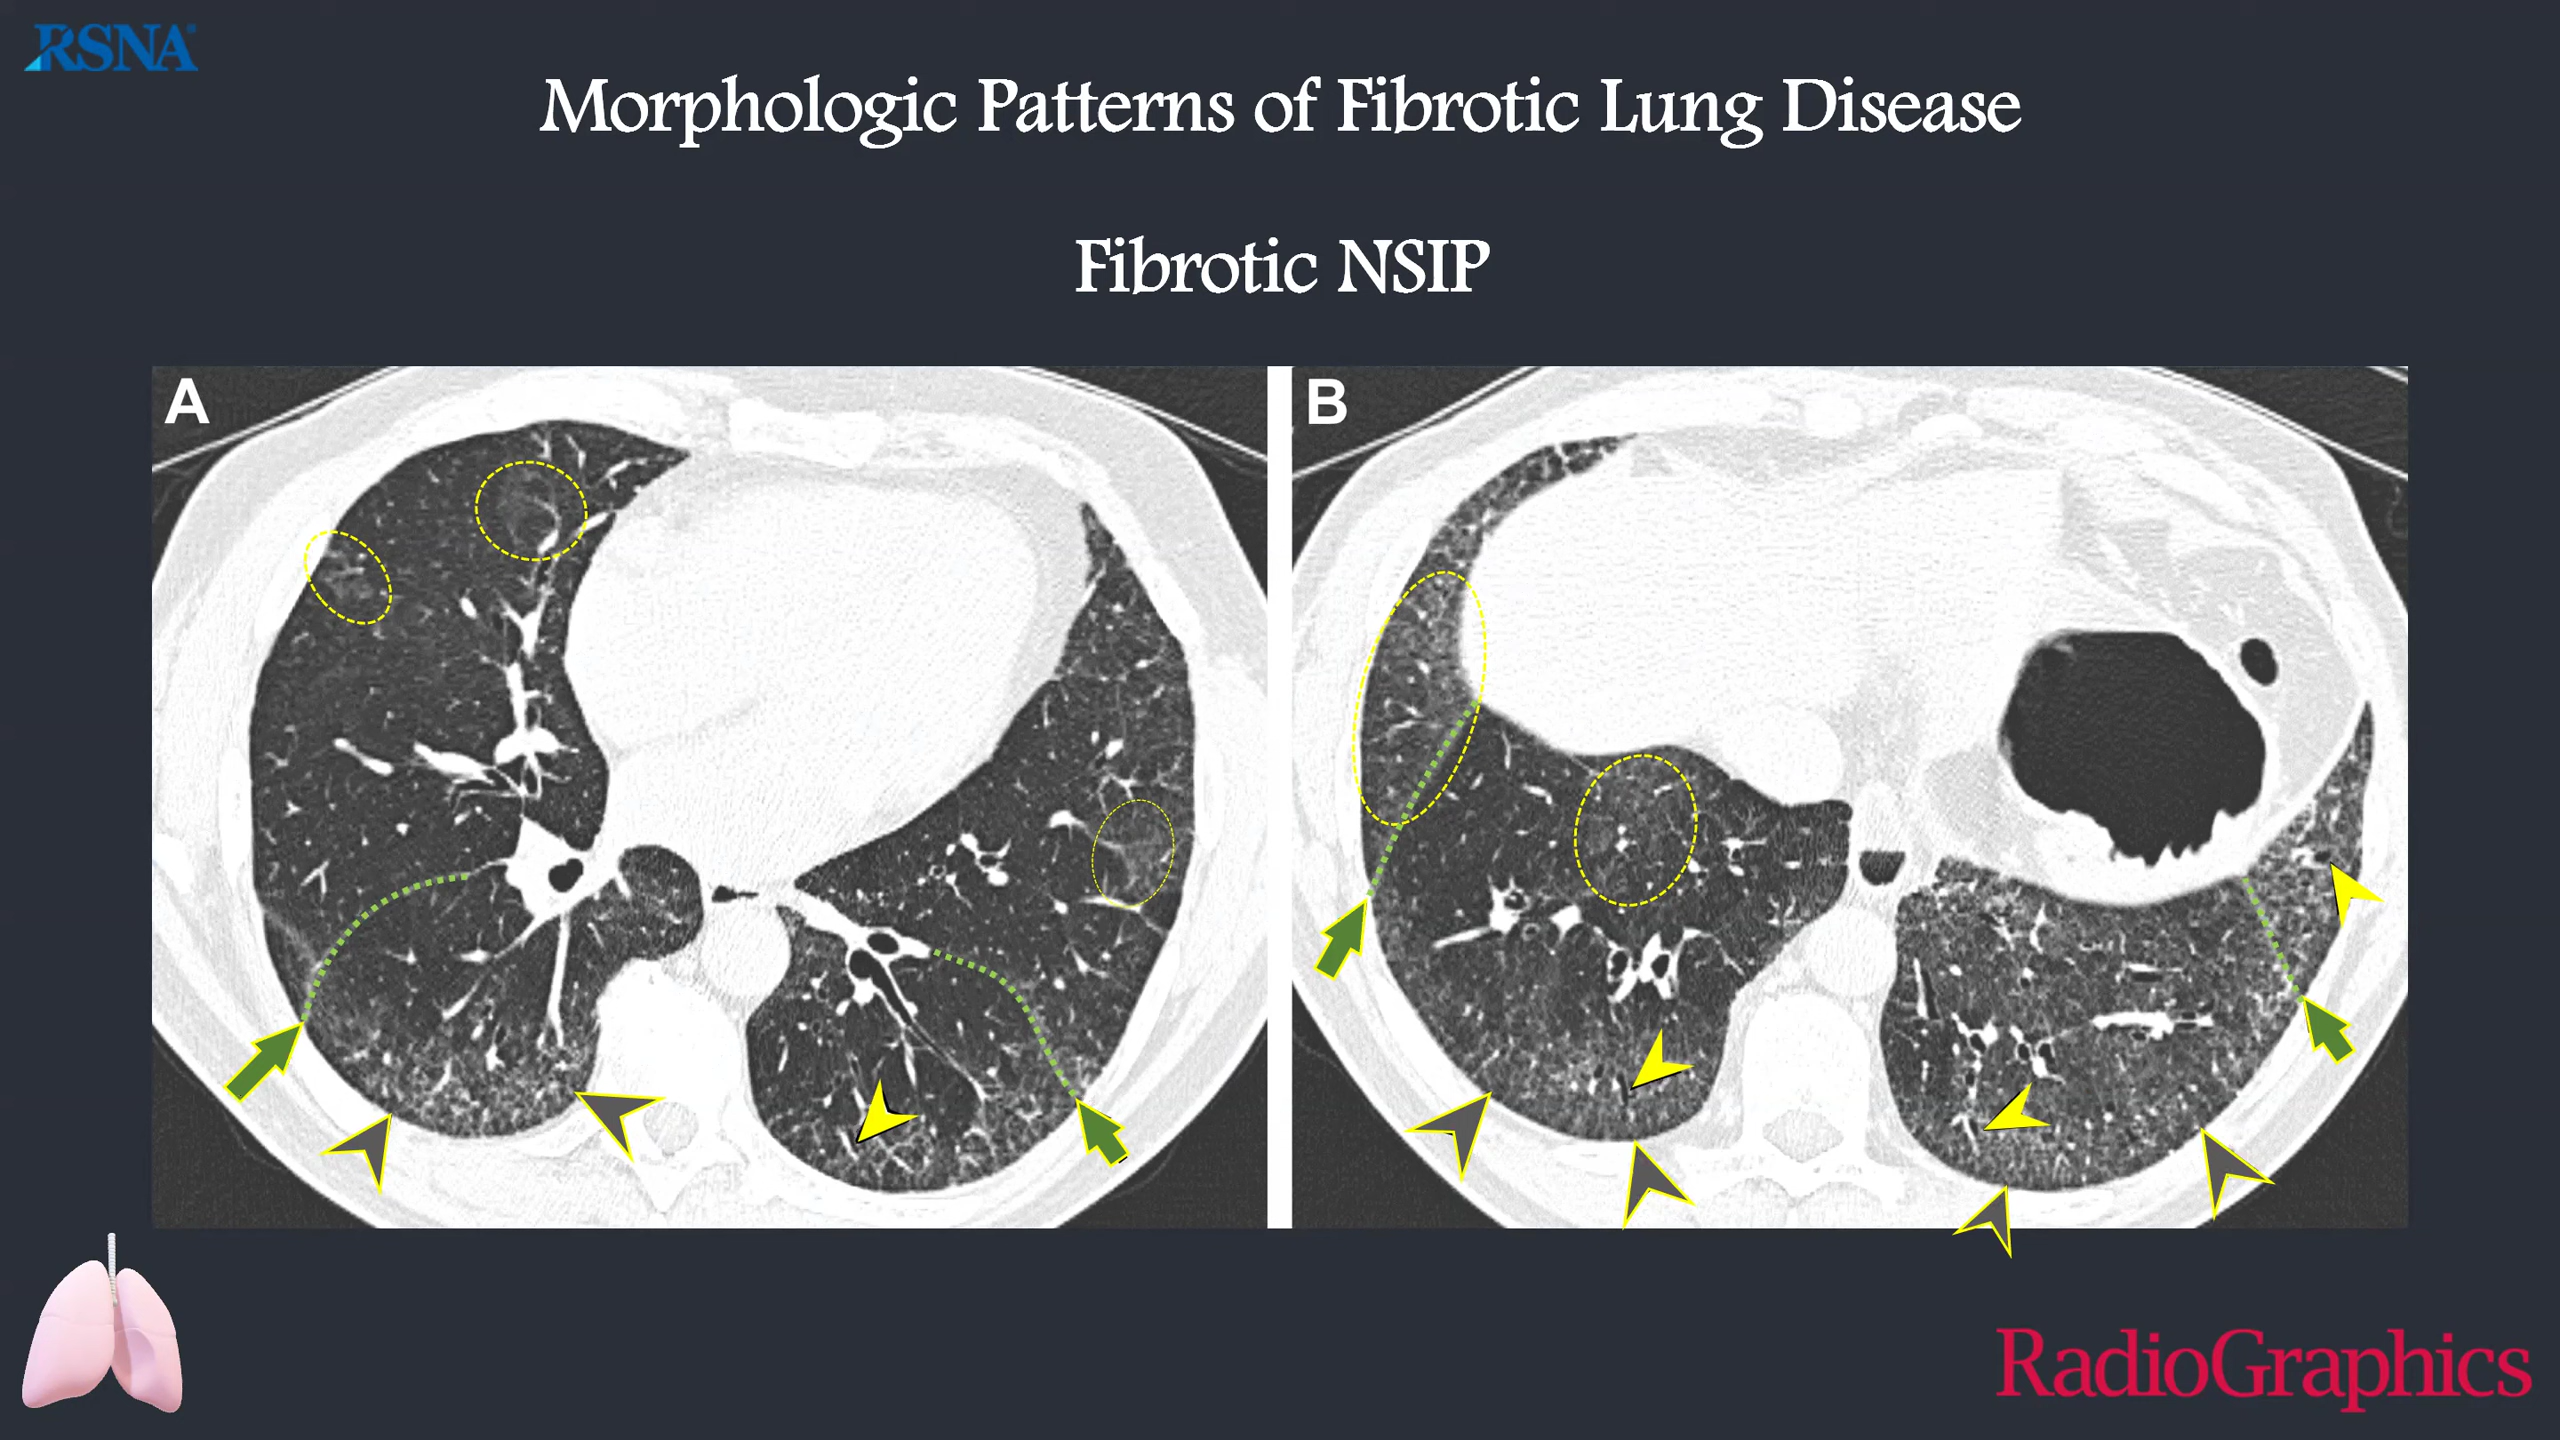 RSNA
Morphologic Patterns of Fibrotic Lung Disease
Fibrotic NSIP
A
B
RadioGraphics